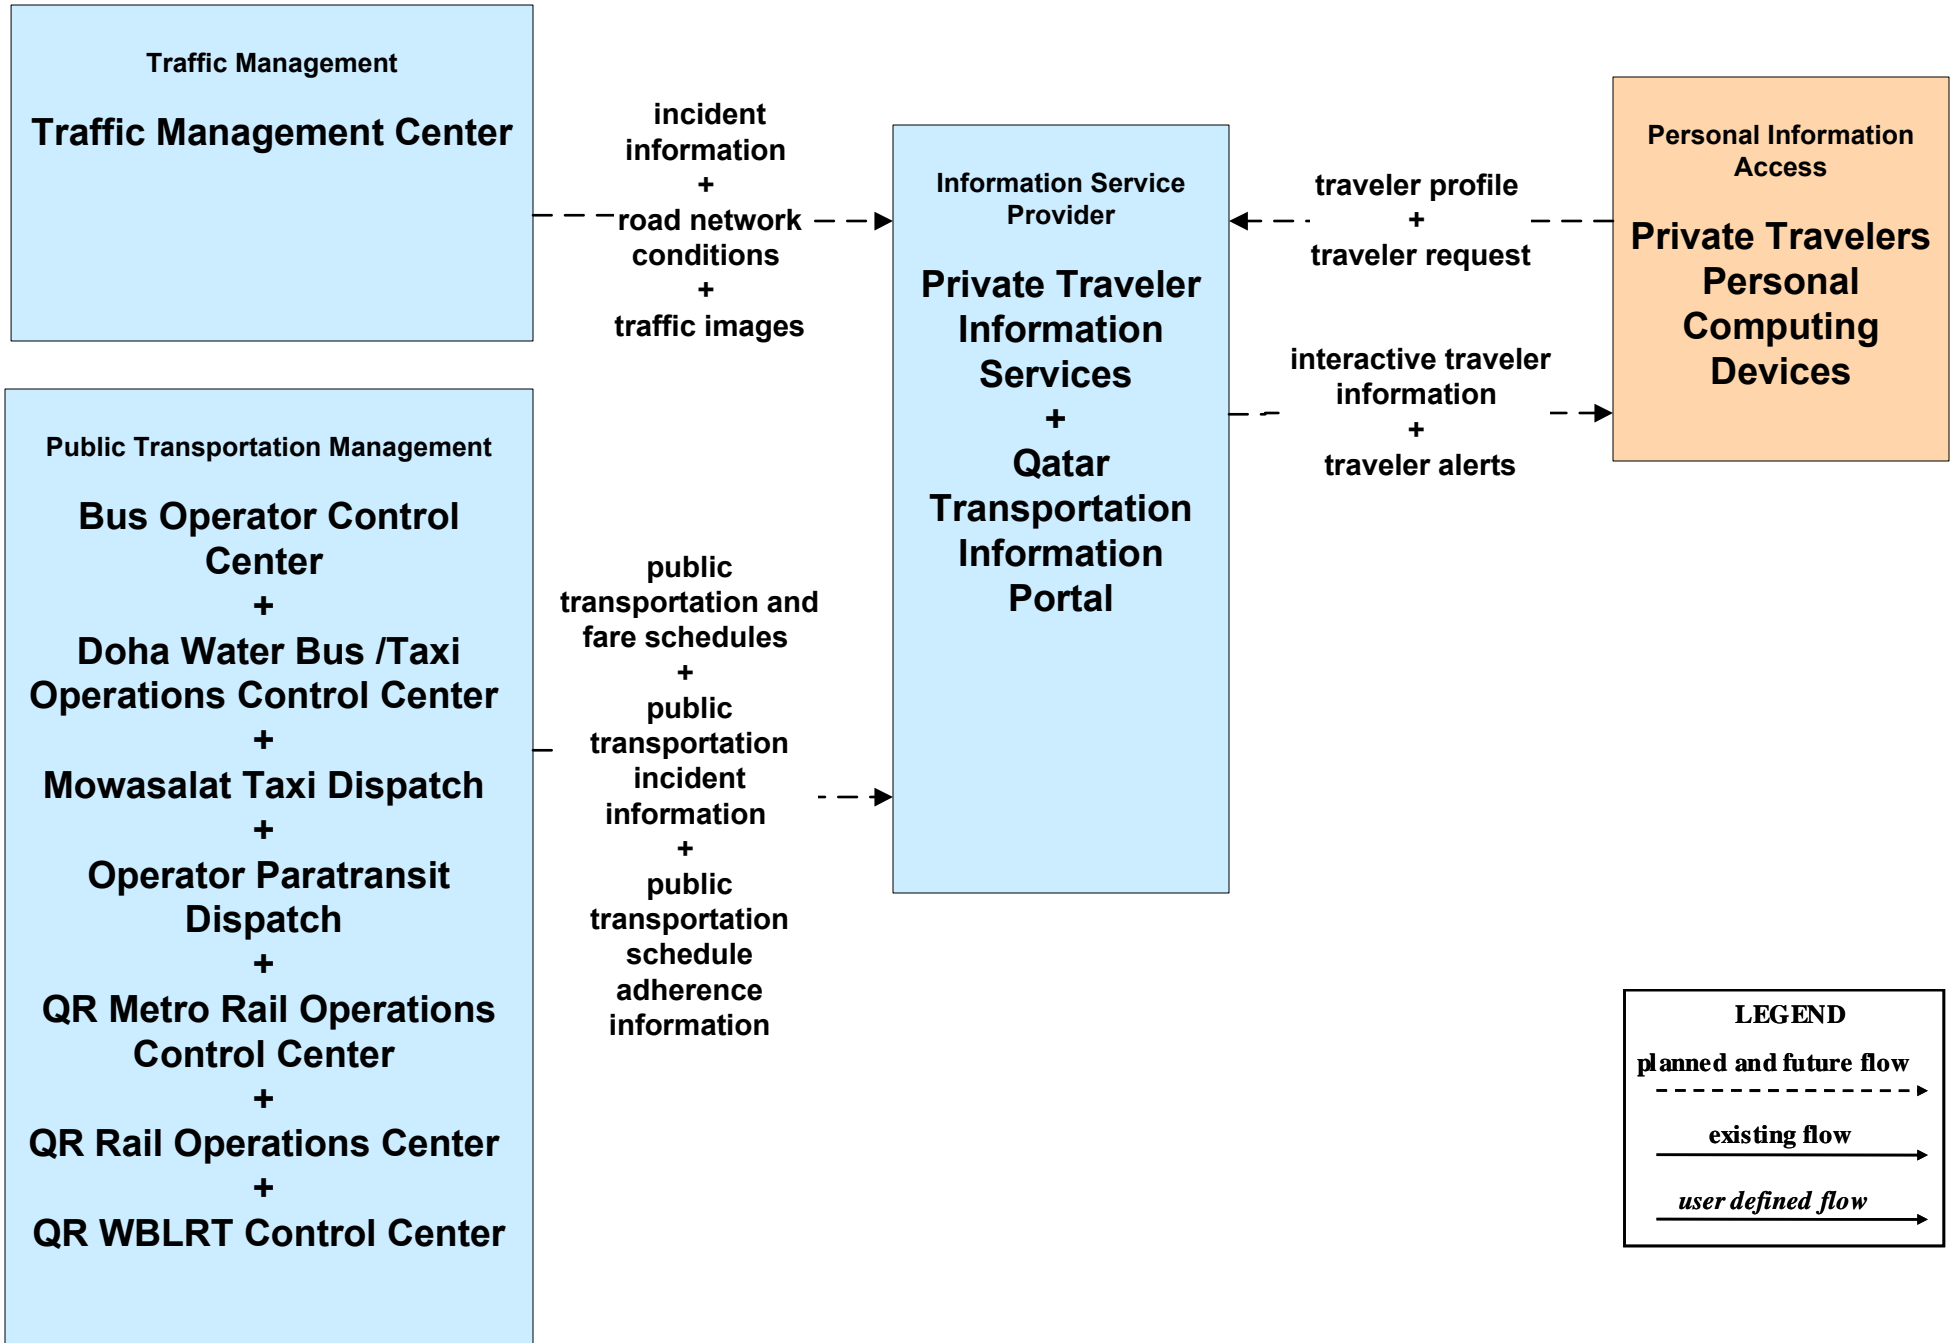 Traffic Management
Traffic Management Center
incident
information
+
road network
conditions
+
traffic images
Public Transportation Management
Bus Operator Control
Center
+
Doha Water Bus /Taxi
Operations Control Center
+
Mowasalat Taxi Dispatch
+
Operator Paratransit
Dispatch
+
QR Metro Rail Operations
Control Center
+
QR Rail Operations Center
+
QR WBLRT Control Center
public
transportation and
fare schedules
+
public
transportation
incident
information
+
public
transportation
schedule
adherence
information
Information Service
Provider
Private Traveler
Information
Services
+
Qatar
Transportation
Information
Portal
traveler profile
+
traveler request
interactive traveler
information
+
traveler alerts
Personal Information
Access
Private Travelers
Personal
Computing
Devices
LEGEND
planned and future flow
existing flow
user defined flow